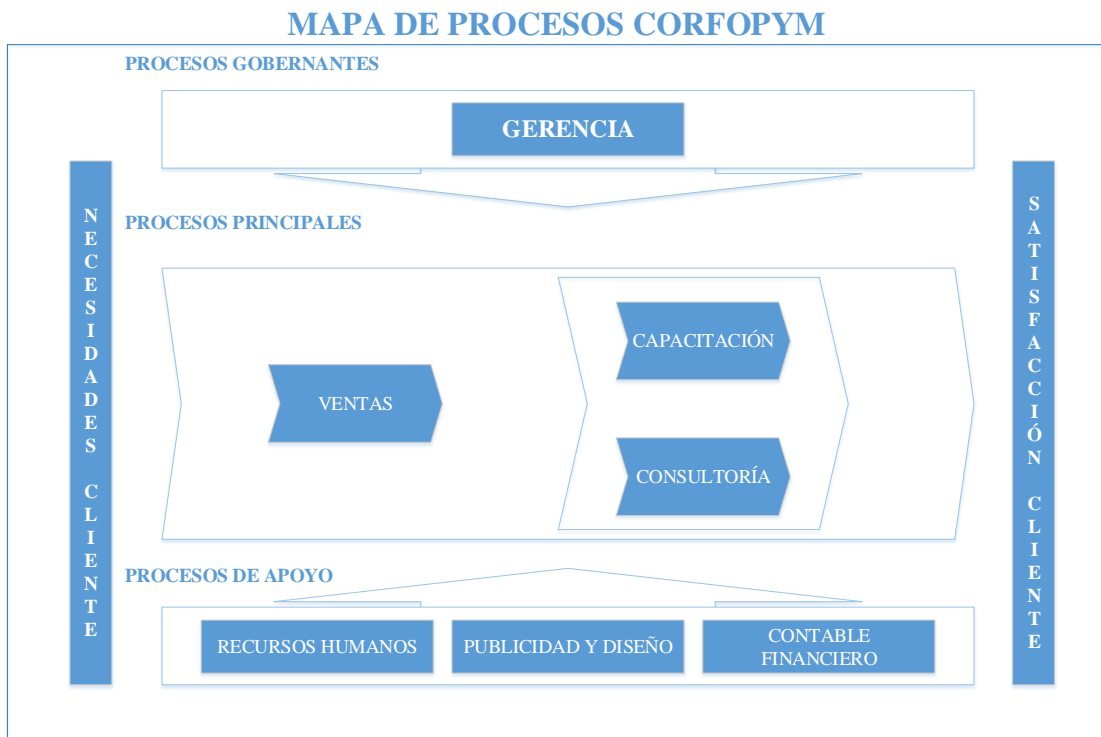 MAPA DE PROCESOS CORFOPYM
PROCESOS GOBERNANTES
GERENCIA
NECESIDADES CLIENTE
PROCESOS PRINCIPALES
VENTAS
CAPACITACIÓN
CONSULTORÍA
SATISFACCIÓN CLIENTE
PROCESOS DE APOYO
RECURSOS HUMANOS
PUBLICIDAD Y DISEÑO
CONTABLE
FINANCIERO